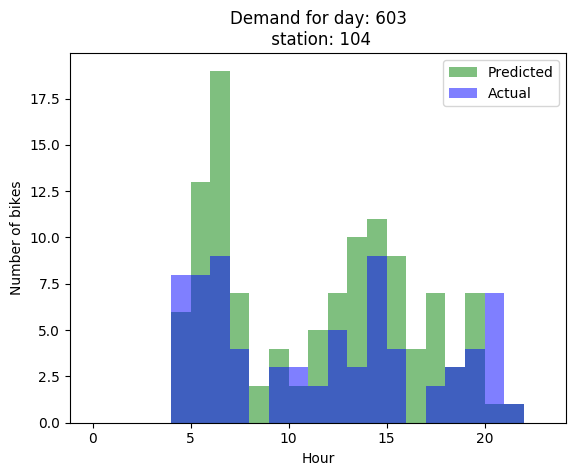 Demand for day: 603
station: 104
Predicted
Actual
Number of bikes
17.5
15.0
12.5
10.0
7.5
5.0
2.5
0.0
0
5
10
15
20
Hour